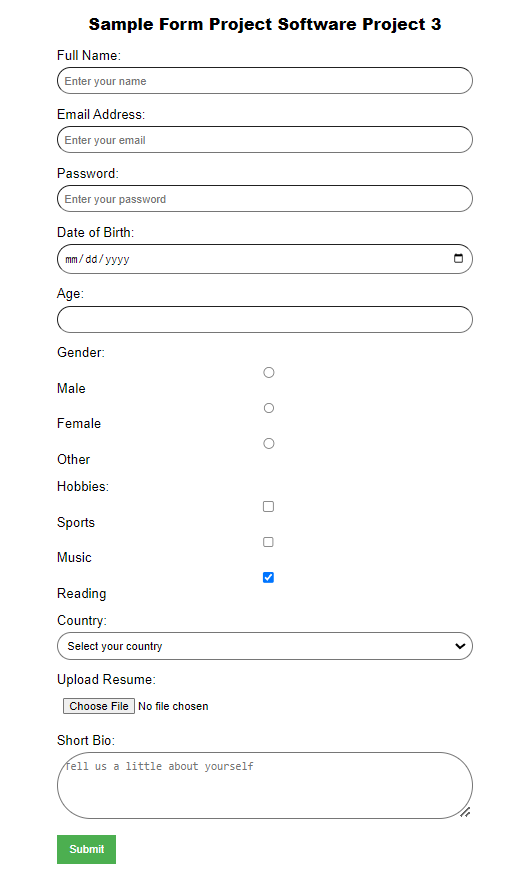 Sample Form Project Software Project 3
Full Name:
Enter your name
Email Address:
Enter your email
Password:
Enter your password
Date of Birth:
mm/dd/yyyy
Age:
Gender:
Male
Female
Other
Hobbies:
Sports
Music
Reading
Country:
Select your country
Upload Resume:
Choose File No file chosen
Short Bio:
Tell us a little about yourself
Submit